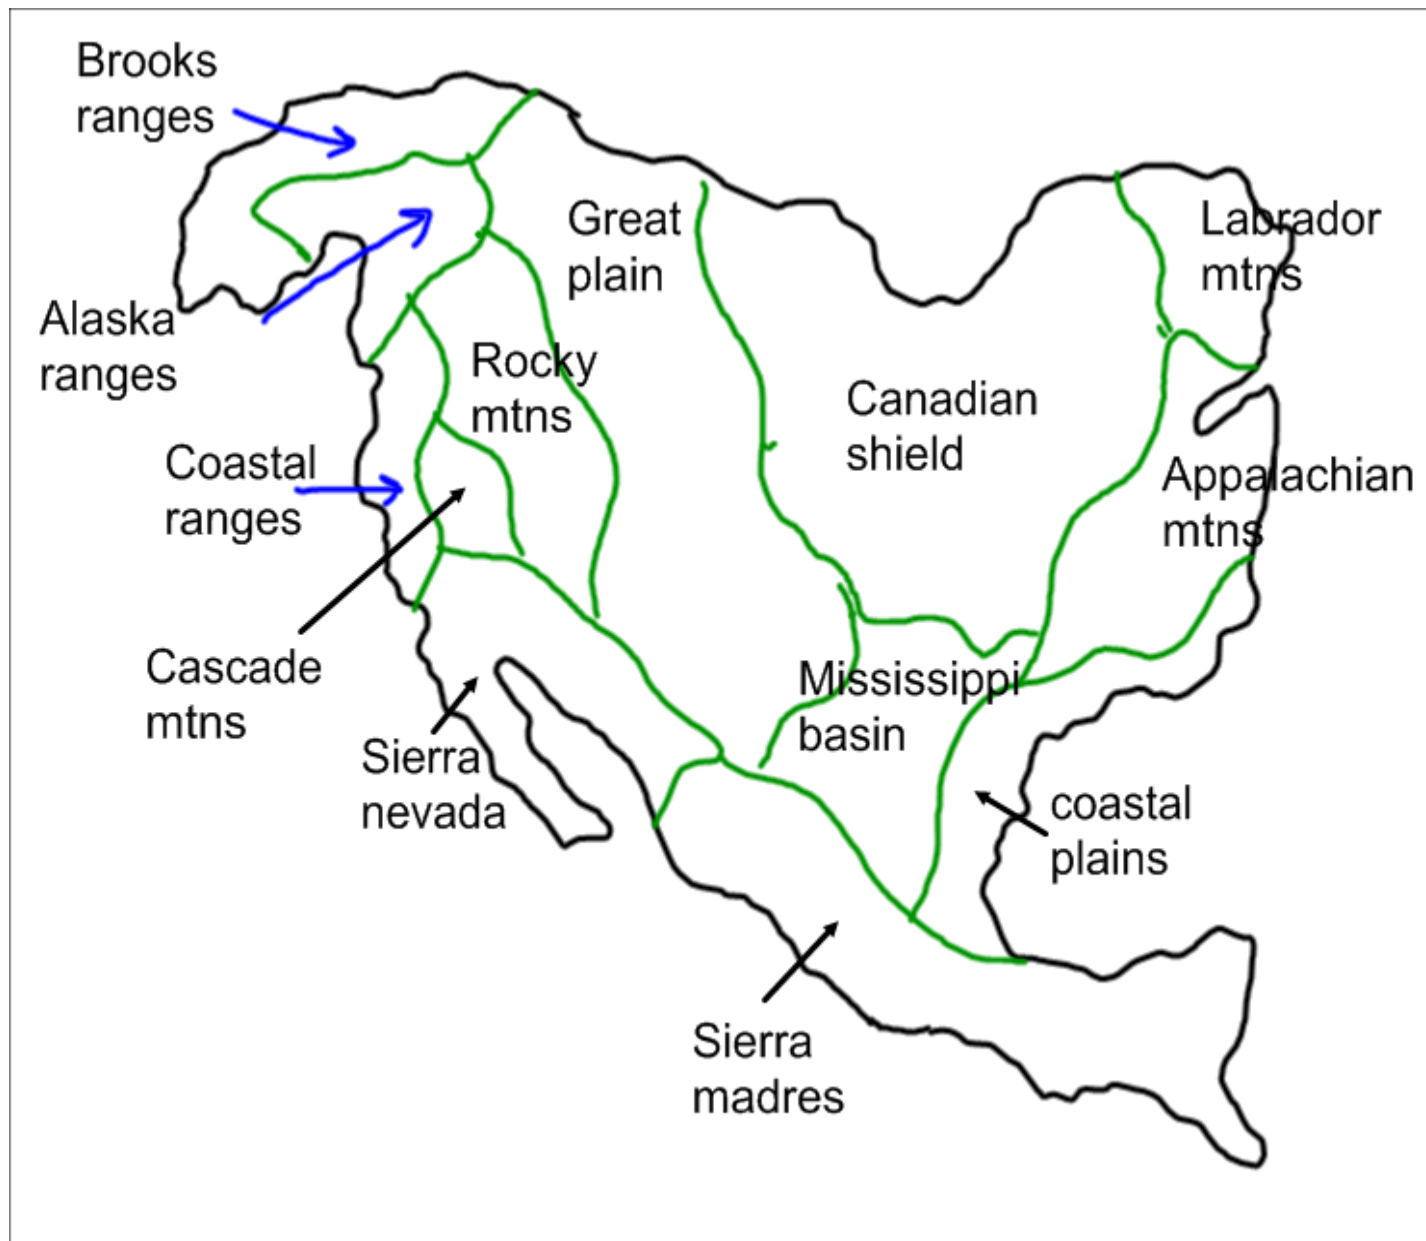 Brooks
ranges
Great
plain
Labrador
mtns
Alaska
ranges
Rocky
mtns
Canadian
shield
Coastal
ranges
Appalachian
mtns
Cascade
mtns
Mississippi
basin
Sierra
nevada
coastal
plains
Sierra
madres